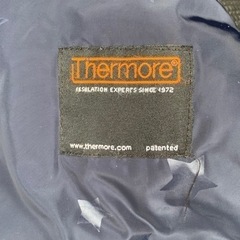 Thermore®
INSULATION EXPERTS SINCE 1972
www.thermore.com patented